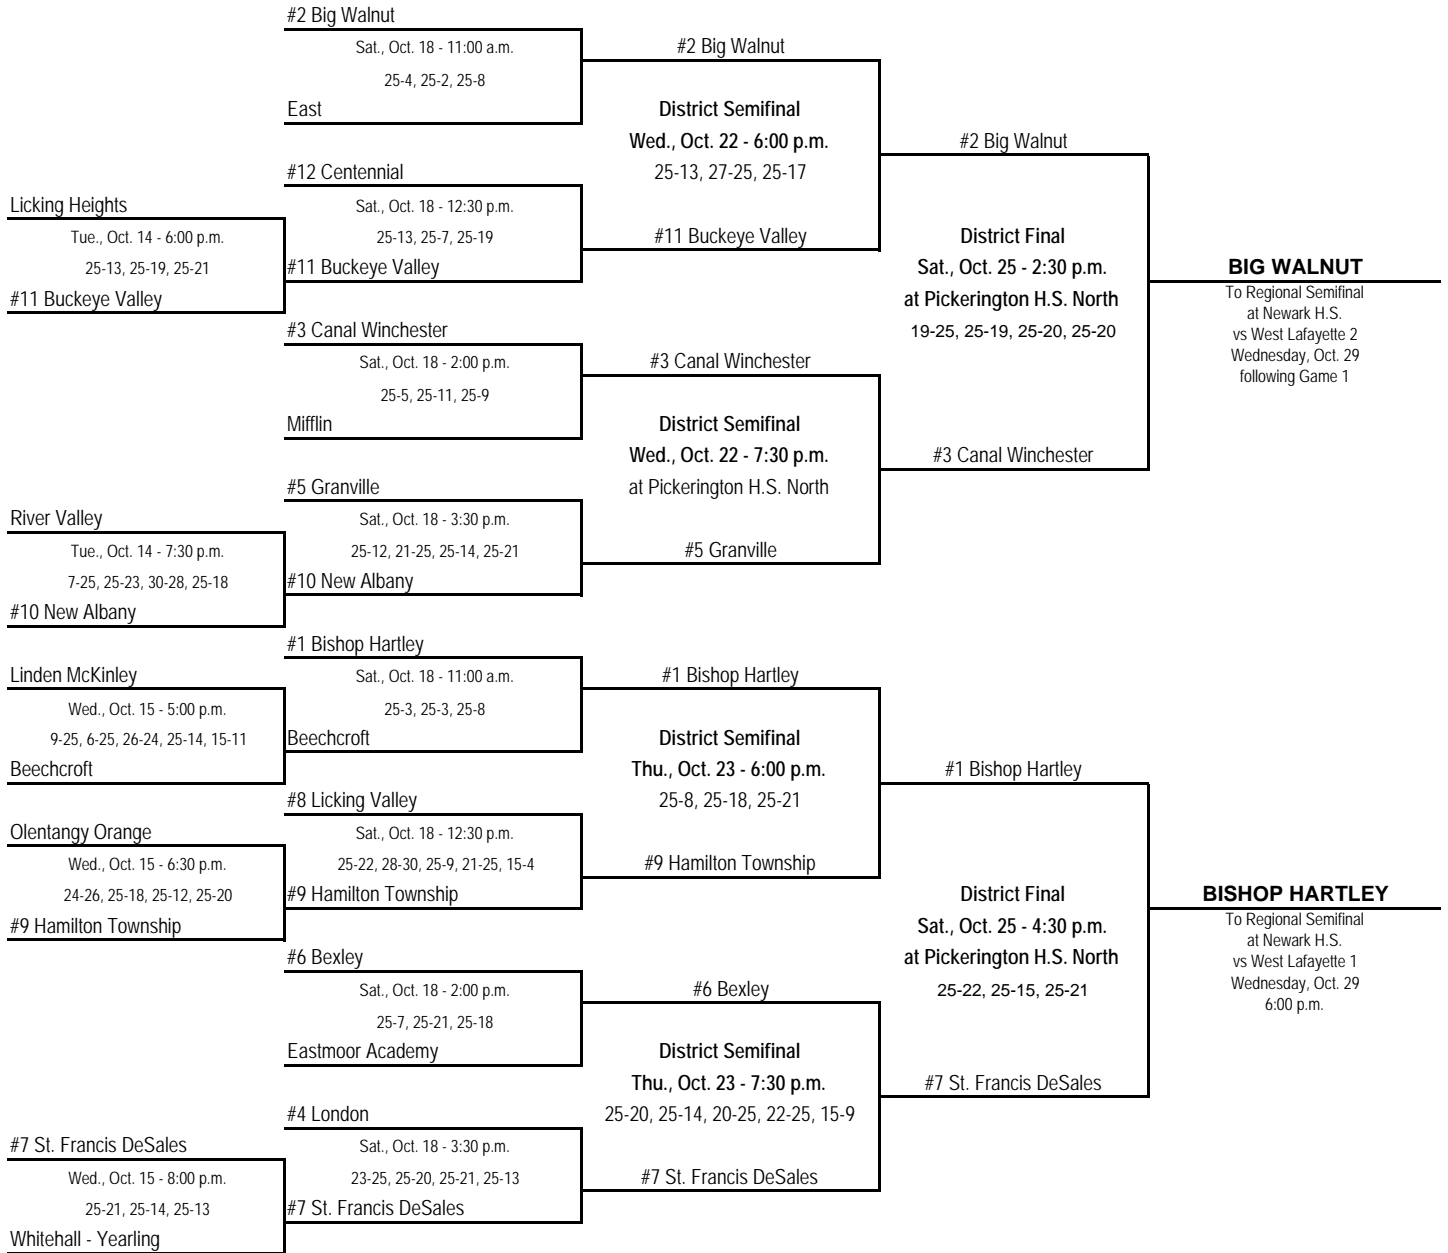 #2 Big Walnut
Sat., Oct. 18 - 11:00 a.m.
25-4, 25-2, 25-8
East
#2 Big Walnut
District Semifinal
Wed., Oct. 22 - 6:00 p.m.
25-13, 27-25, 25-17
#11 Buckeye Valley
#12 Centennial
Sat., Oct. 18 - 12:30 p.m.
25-13, 25-7, 25-19
#11 Buckeye Valley
Licking Heights
Tue., Oct. 14 - 6:00 p.m.
25-13, 25-19, 25-21
#11 Buckeye Valley
#2 Big Walnut
District Final
Sat., Oct. 25 - 2:30 p.m.
at Pickerington H.S. North
19-25, 25-19, 25-20, 25-20
#3 Canal Winchester
BIG WALNUT
To Regional Semifinal
at Newark H.S.
vs West Lafayette 2
Wednesday, Oct. 29
following Game 1
#3 Canal Winchester
Sat., Oct. 18 - 2:00 p.m.
25-5, 25-11, 25-9
Mifflin
#3 Canal Winchester
District Semifinal
Wed., Oct. 22 - 7:30 p.m.
at Pickerington H.S. North
#5 Granville
#5 Granville
Sat., Oct. 18 - 3:30 p.m.
25-12, 21-25, 25-14, 25-21
#10 New Albany
River Valley
Tue., Oct. 14 - 7:30 p.m.
7-25, 25-23, 30-28, 25-18
#10 New Albany
#1 Bishop Hartley
Sat., Oct. 18 - 11:00 a.m.
25-3, 25-3, 25-8
Beechcroft
Linden McKinley
Wed., Oct. 15 - 5:00 p.m.
9-25, 6-25, 26-24, 25-14, 15-11
Beechcroft
#1 Bishop Hartley
District Semifinal
Thu., Oct. 23 - 6:00 p.m.
25-8, 25-18, 25-21
#9 Hamilton Township
#8 Licking Valley
Sat., Oct. 18 - 12:30 p.m.
25-22, 28-30, 25-9, 21-25, 15-4
#9 Hamilton Township
Olentangy Orange
Wed., Oct. 15 - 6:30 p.m.
24-26, 25-18, 25-12, 25-20
#9 Hamilton Township
#1 Bishop Hartley
District Final
Sat., Oct. 25 - 4:30 p.m.
at Pickerington H.S. North
25-22, 25-15, 25-21
#7 St. Francis DeSales
BISHOP HARTLEY
To Regional Semifinal
at Newark H.S.
vs West Lafayette 1
Wednesday, Oct. 29
6:00 p.m.
#6 Bexley
Sat., Oct. 18 - 2:00 p.m.
25-7, 25-21, 25-18
Eastmoor Academy
#6 Bexley
District Semifinal
Thu., Oct. 23 - 7:30 p.m.
25-20, 25-14, 20-25, 22-25, 15-9
#7 St. Francis DeSales
#4 London
Sat., Oct. 18 - 3:30 p.m.
23-25, 25-20, 25-21, 25-13
#7 St. Francis DeSales
#7 St. Francis DeSales
Wed., Oct. 15 - 8:00 p.m.
25-21, 25-14, 25-13
Whitehall - Yearling